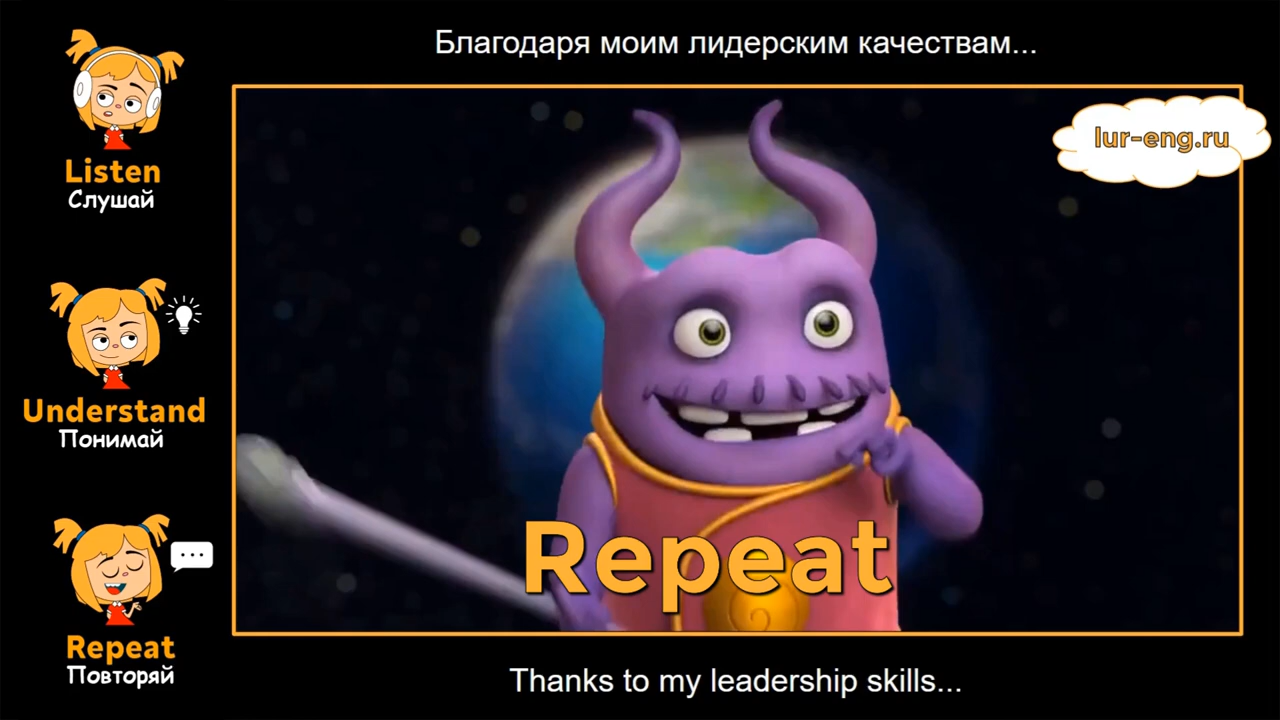 Благодаря моим лидерским качествам...
lur-eng.ru
Listen
Слушай
Understand
Понимай
Repeat
Повторяй
Repeat
Thanks to my leadership skills...